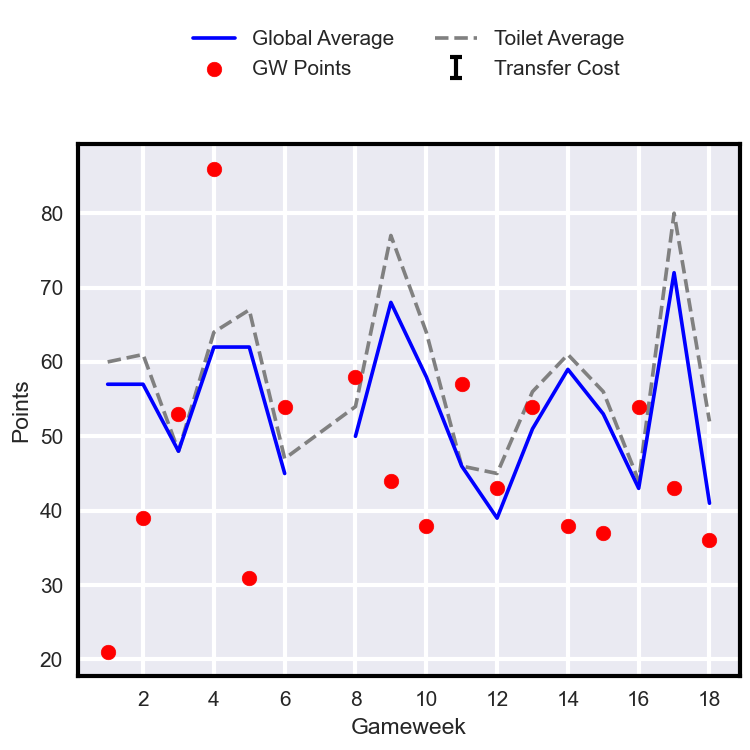 Global Average
Toilet Average
GW Points
Transfer Cost
80
70
60
50
40
30
20
Points
2 4 6 8 10 12 14 16 18
Gameweek